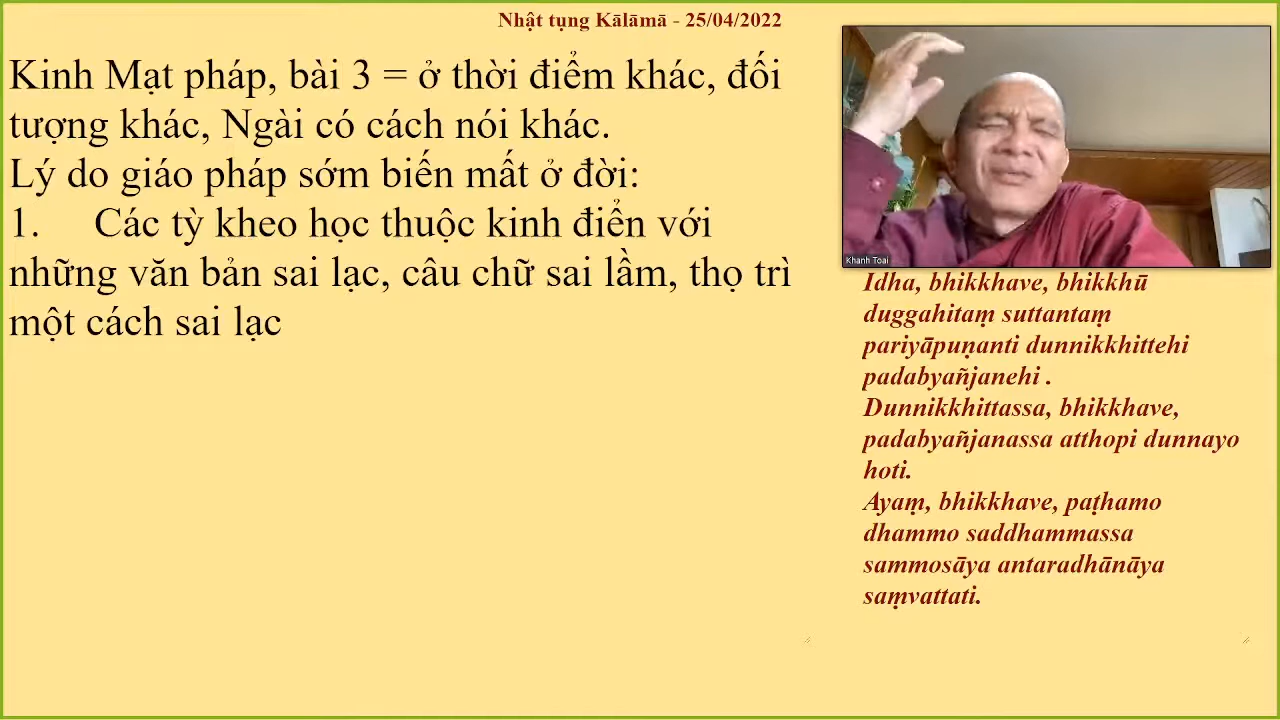 Nhật tụng Kālāmā - 25/04/2022
Kinh Mạt pháp, bài 3 = ở thời điểm khác, đối
tượng khác, Ngài có cách nói khác.
Lý do giáo pháp sớm biến mất ở đời:
1. Các tỳ kheo học thuộc kinh điển với
những văn bản sai lạc, câu chữ sai lầm, thọ trì
một cách sai lạc
Khanh Toai
Idha, bhikkhave, bhikkhū
duggahitaṃ suttantaṃ
pariyāpuṇanti dunnikkhittehi
padabyañjanehi .
Dunnikkhittassa, bhikkhave,
padabyañjanassa atthopi dunnayo
hoti.
Ayaṃ, bhikkhave, paṭhamo
dhammo saddhammassa
sammosāya antaradhānāya
saṃvattati.